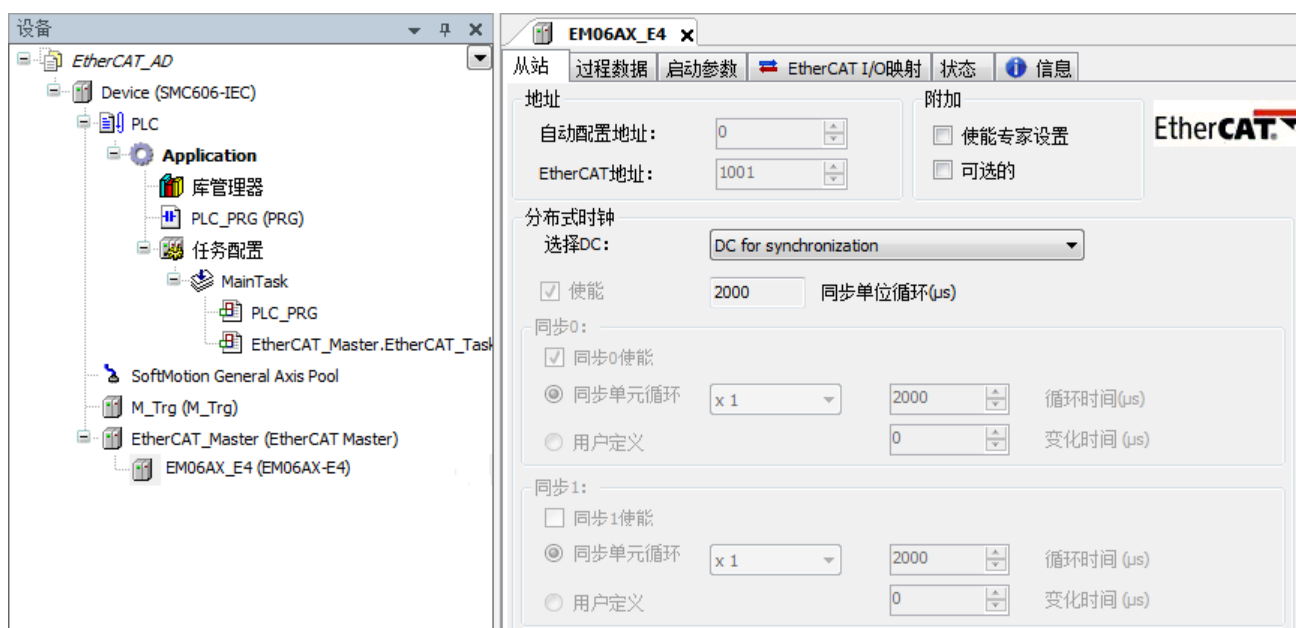 设备
EtherCAT_AD
Device (SMC606-IEC)
PLC
Application
库管理器
PLC_PRG (PRG)
任务配置
MainTask
PLC_PRG
EtherCAT_Master.EtherCAT_Task
SoftMotion General Axis Pool
M_Trg (M_Trg)
EtherCAT_Master (EtherCAT Master)
EM06AX_E4 (EM06AX-E4)
EM06AX_E4
从站 过程数据 启动参数 EtherCAT I/O映射 状态 信息
地址 附加
自动配置地址: 0 使能专家设置
EtherCAT地址: 1001 可选的
EtherCAT.
分布式时钟
选择DC: DC for synchronization
使能 2000 同步单位循环(µs)
同步0:
同步0使能
同步单元循环 x 1 2000 循环时间(µs)
用户定义 0 变化时间 (µs)
同步1:
同步1使能
同步单元循环 x 1 2000 循环时间 (µs)
用户定义 0 变化时间 (µs)